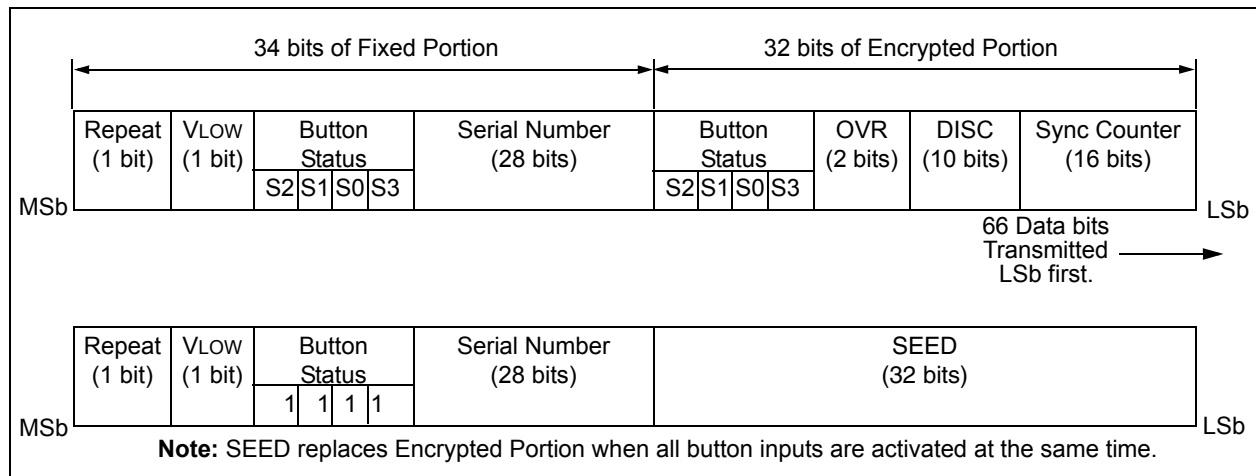 34 bits of Fixed Portion
32 bits of Encrypted Portion
Repeat
(1 bit)
VLOW
(1 bit)
Button
Status
S2 S1 S0 S3
Serial Number
(28 bits)
Button
Status
S2 S1 S0 S3
OVR
(2 bits)
DISC
(10 bits)
Sync Counter
(16 bits)
MSb
LSb
66 Data bits
Transmitted
LSb first.
Repeat
(1 bit)
VLOW
(1 bit)
Button
Status
1 1 1 1
Serial Number
(28 bits)
SEED
(32 bits)
MSb
LSb
Note: SEED replaces Encrypted Portion when all button inputs are activated at the same time.